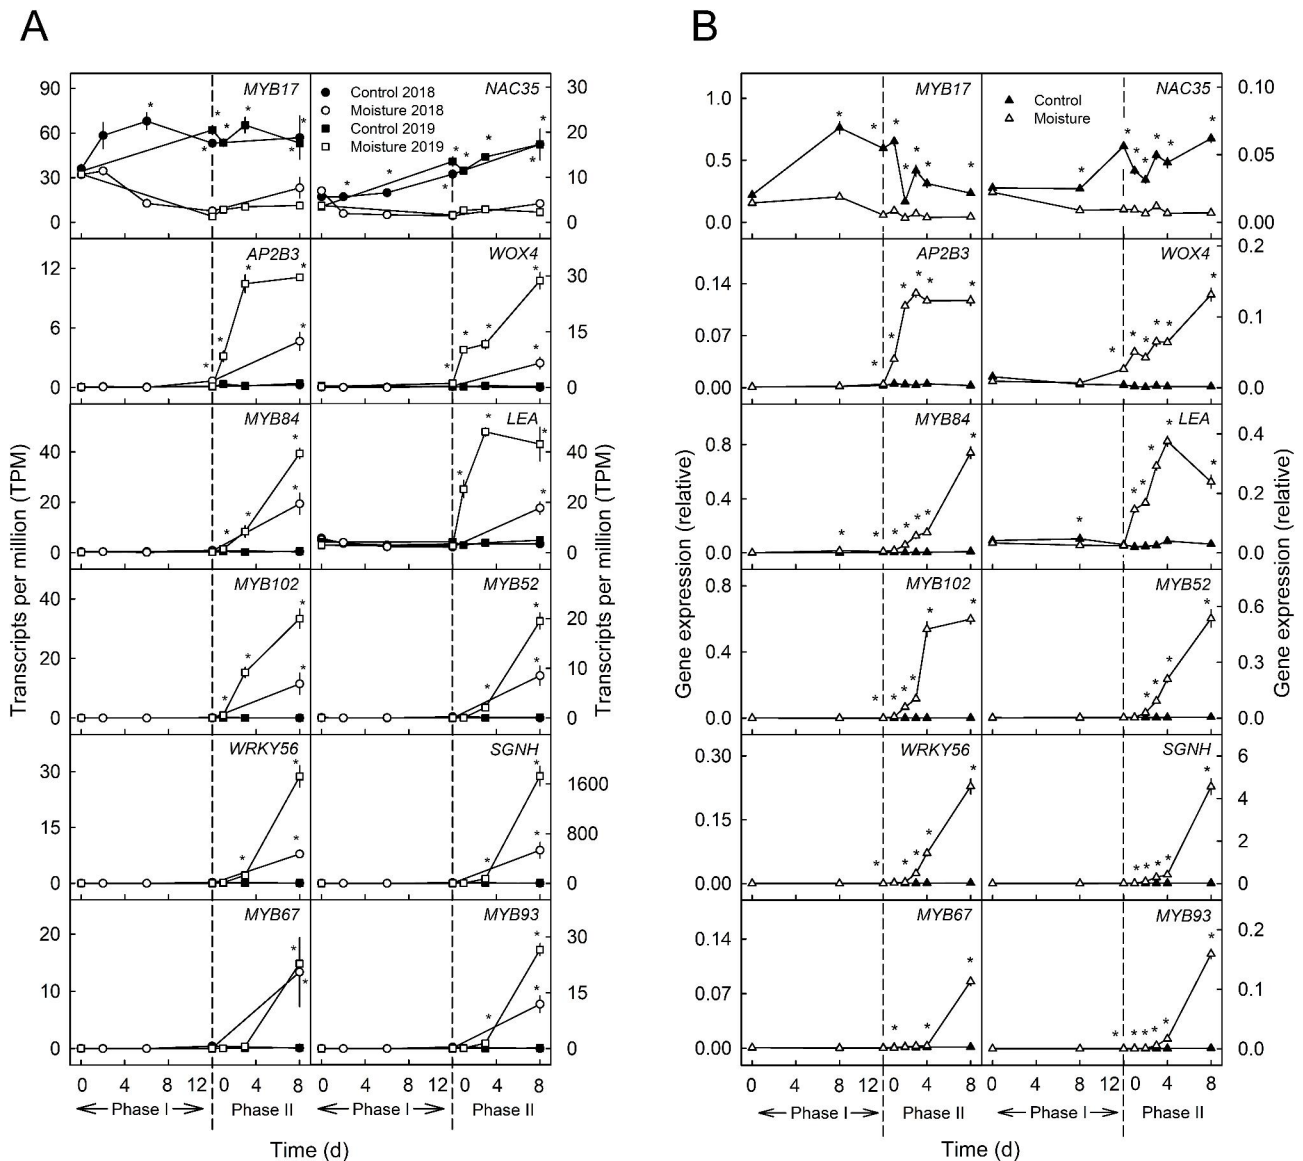 A
B
MYB17
NAC35
Control 2018
Moisture 2018
Control 2019
Moisture 2019
90
60
30
0
30
20
10
0
AP2B3
WOX4
12
6
0
30
15
0
MYB84
LEA
40
20
0
40
20
0
MYB102
MYB52
40
20
0
20
10
0
WRKY56
SGNH
30
15
0
1600
800
0
MYB67
MYB93
20
10
0
30
15
0
0 4 8 12 0 4 8 0 4 8 12 0 4 8
Phase I Phase II Phase I Phase II
Time (d)
Transcripts per million (TPM)
Transcripts per million (TPM)
MYB17
NAC35
Control
Moisture
1.0
0.5
0.0
0.10
0.05
0.00
AP2B3
WOX4
0.14
0.07
0.00
0.2
0.1
0.0
MYB84
LEA
0.8
0.4
0.0
0.4
0.2
0.0
MYB102
MYB52
0.8
0.4
0.0
0.6
0.3
0.0
WRKY56
SGNH
0.30
0.15
0.00
6
4
2
0
MYB67
MYB93
0.14
0.07
0.00
0.2
0.1
0.0
0 4 8 12 0 4 8 0 4 8 12 0 4 8
Phase I Phase II Phase I Phase II
Time (d)
Gene expression (relative)
Gene expression (relative)